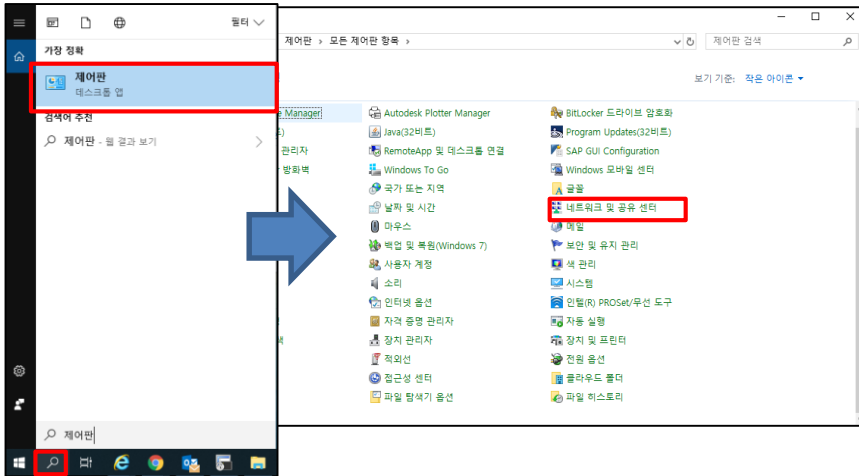 필터
가장 정확
제어판
데스크톱 앱
검색어 추천
제어판 - 웹 결과 보기
제어판
제어판 › 모든 제어판 항목 ›
제어판 검색
보기 기준: 작은 아이콘
Manager
Autodesk Plotter Manager
BitLocker 드라이브 암호화
Java(32비트)
Program Updates(32비트)
관리자
RemoteApp 및 데스크톱 연결
SAP GUI Configuration
방화벽
Windows To Go
Windows 모바일 센터
국가 또는 지역
글꼴
날짜 및 시간
네트워크 및 공유 센터
마우스
메일
백업 및 복원(Windows 7)
보안 및 유지 관리
사용자 계정
색 관리
소리
시스템
인터넷 옵션
인텔(R) PROSet/무선 도구
자격 증명 관리자
자동 실행
장치 관리자
장치 및 프린터
적외선
전원 옵션
접근성 센터
클라우드 폴더
파일 탐색기 옵션
파일 히스토리